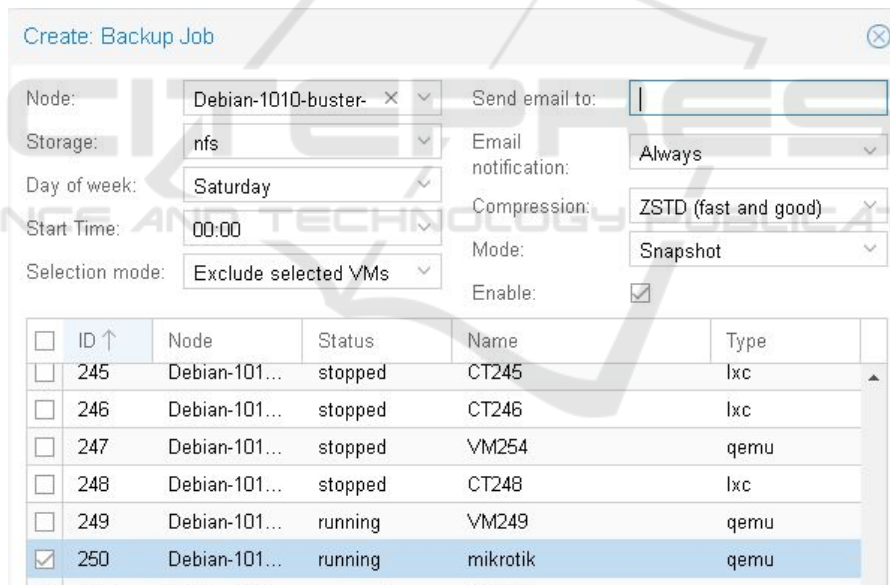 Create: Backup Job
Node: Debian-1010-buster-
Storage: nfs
Day of week: Saturday
Start Time: 00:00
Selection mode: Exclude selected VMs
Send email to:
Email notification: Always
Compression: ZSTD (fast and good)
Mode: Snapshot
Enable:
ID Node Status Name Type
245 Debian-101... stopped CT245 lxc
246 Debian-101... stopped CT246 lxc
247 Debian-101... stopped VM254 qemu
248 Debian-101... stopped CT248 lxc
249 Debian-101... running VM249 qemu
250 Debian-101... running mikrotik qemu